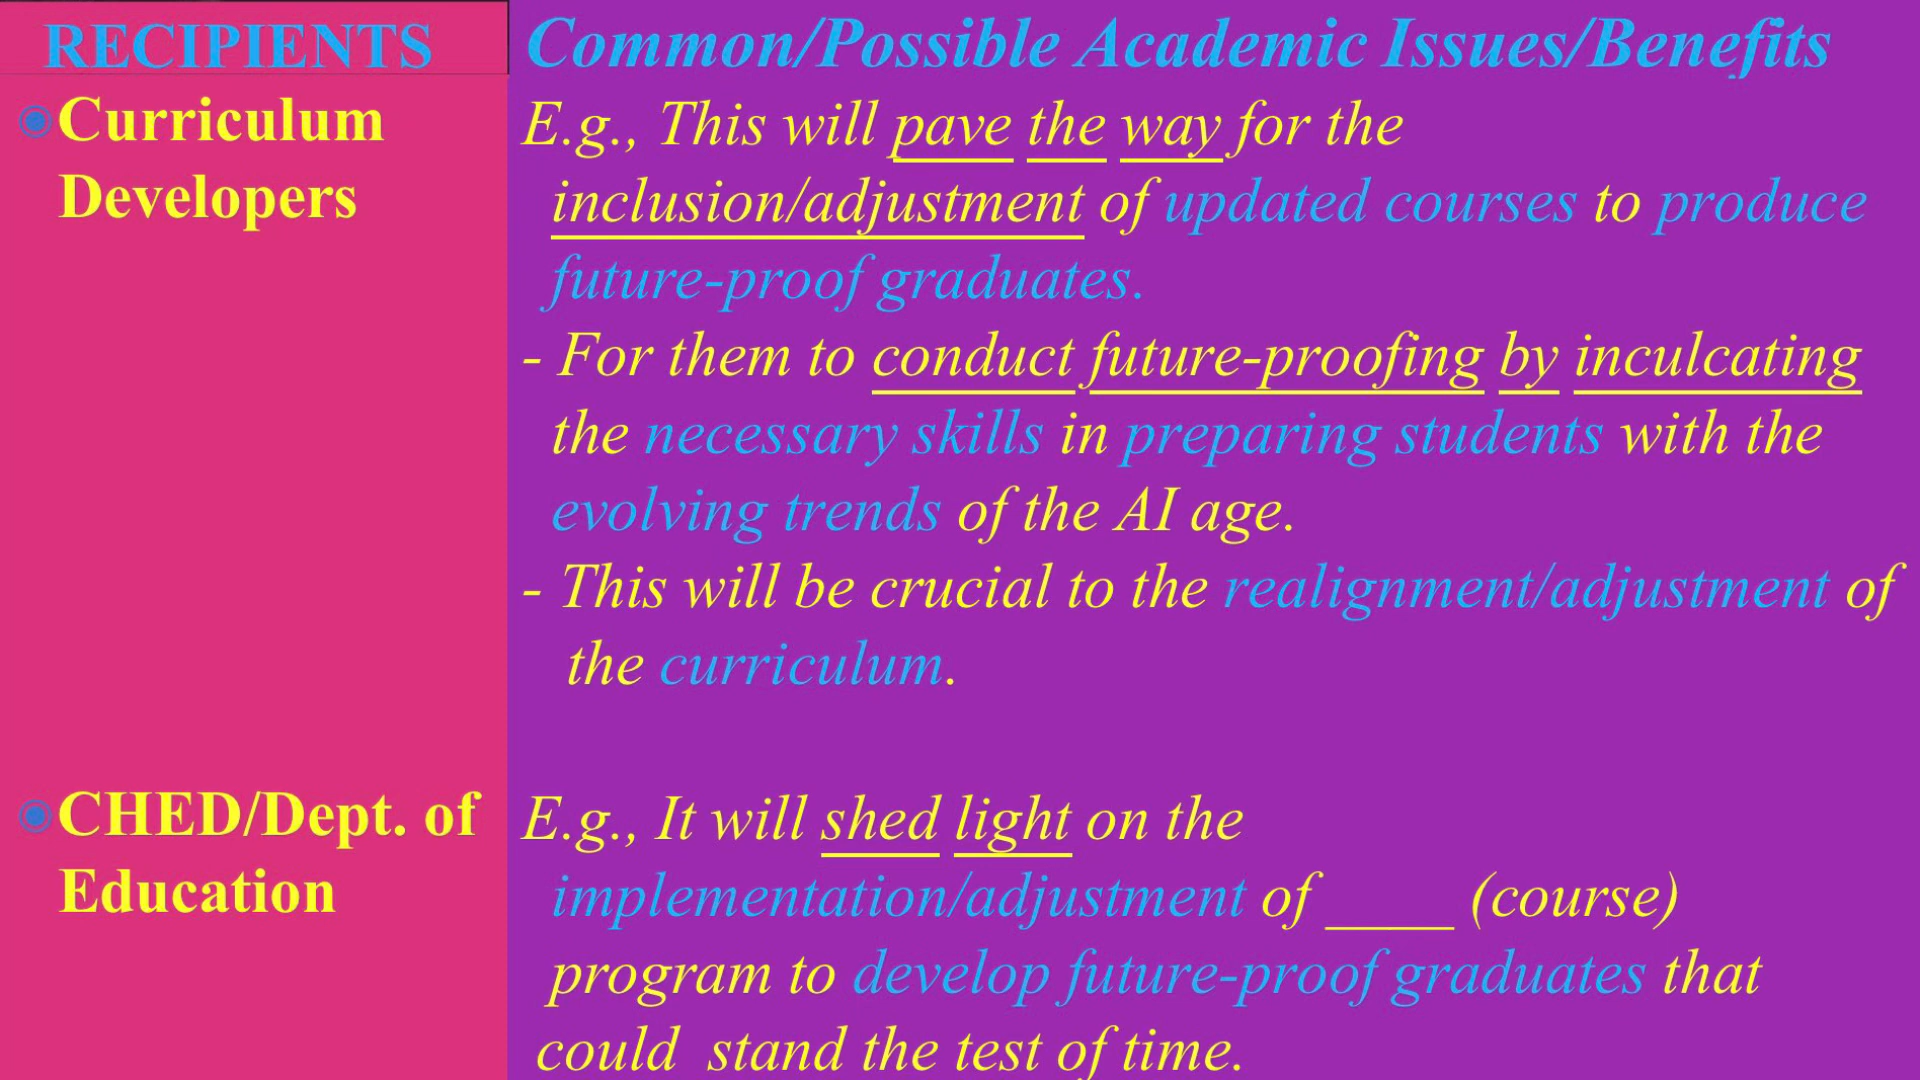 RECIPIENTS
Common/Possible Academic Issues/Benefits
Curriculum
Developers
E.g., This will pave the way for the
inclusion/adjustment of updated courses to produce
future-proof graduates.
- For them to conduct future-proofing by inculcating
the necessary skills in preparing students with the
evolving trends of the AI age.
- This will be crucial to the realignment/adjustment of
the curriculum.
CHED/Dept. of
Education
E.g., It will shed light on the
implementation/adjustment of ____ (course)
program to develop future-proof graduates that
could stand the test of time.